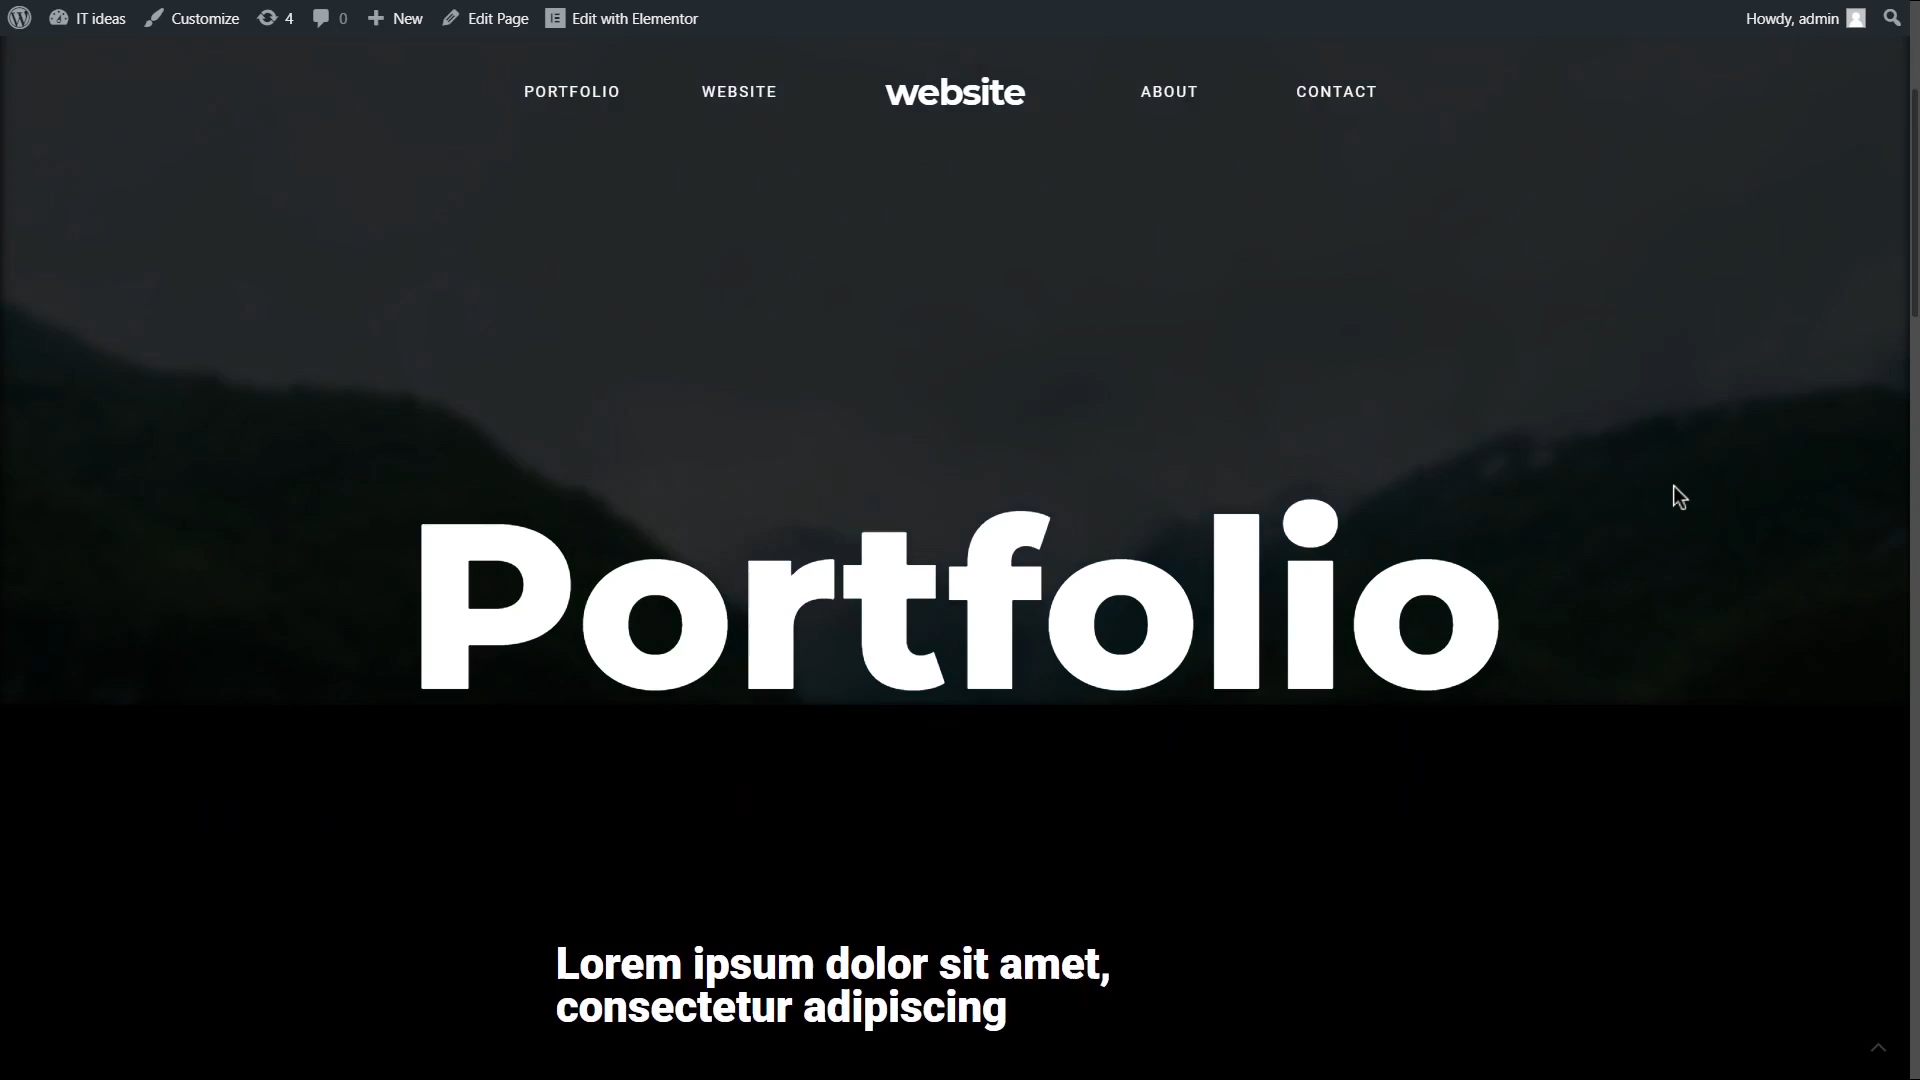 IT ideas Customize 4 0 New Edit Page Edit with Elementor Howdy, admin
PORTFOLIO WEBSITE website ABOUT CONTACT
Portfolio
Lorem ipsum dolor sit amet,
consectetur adipiscing